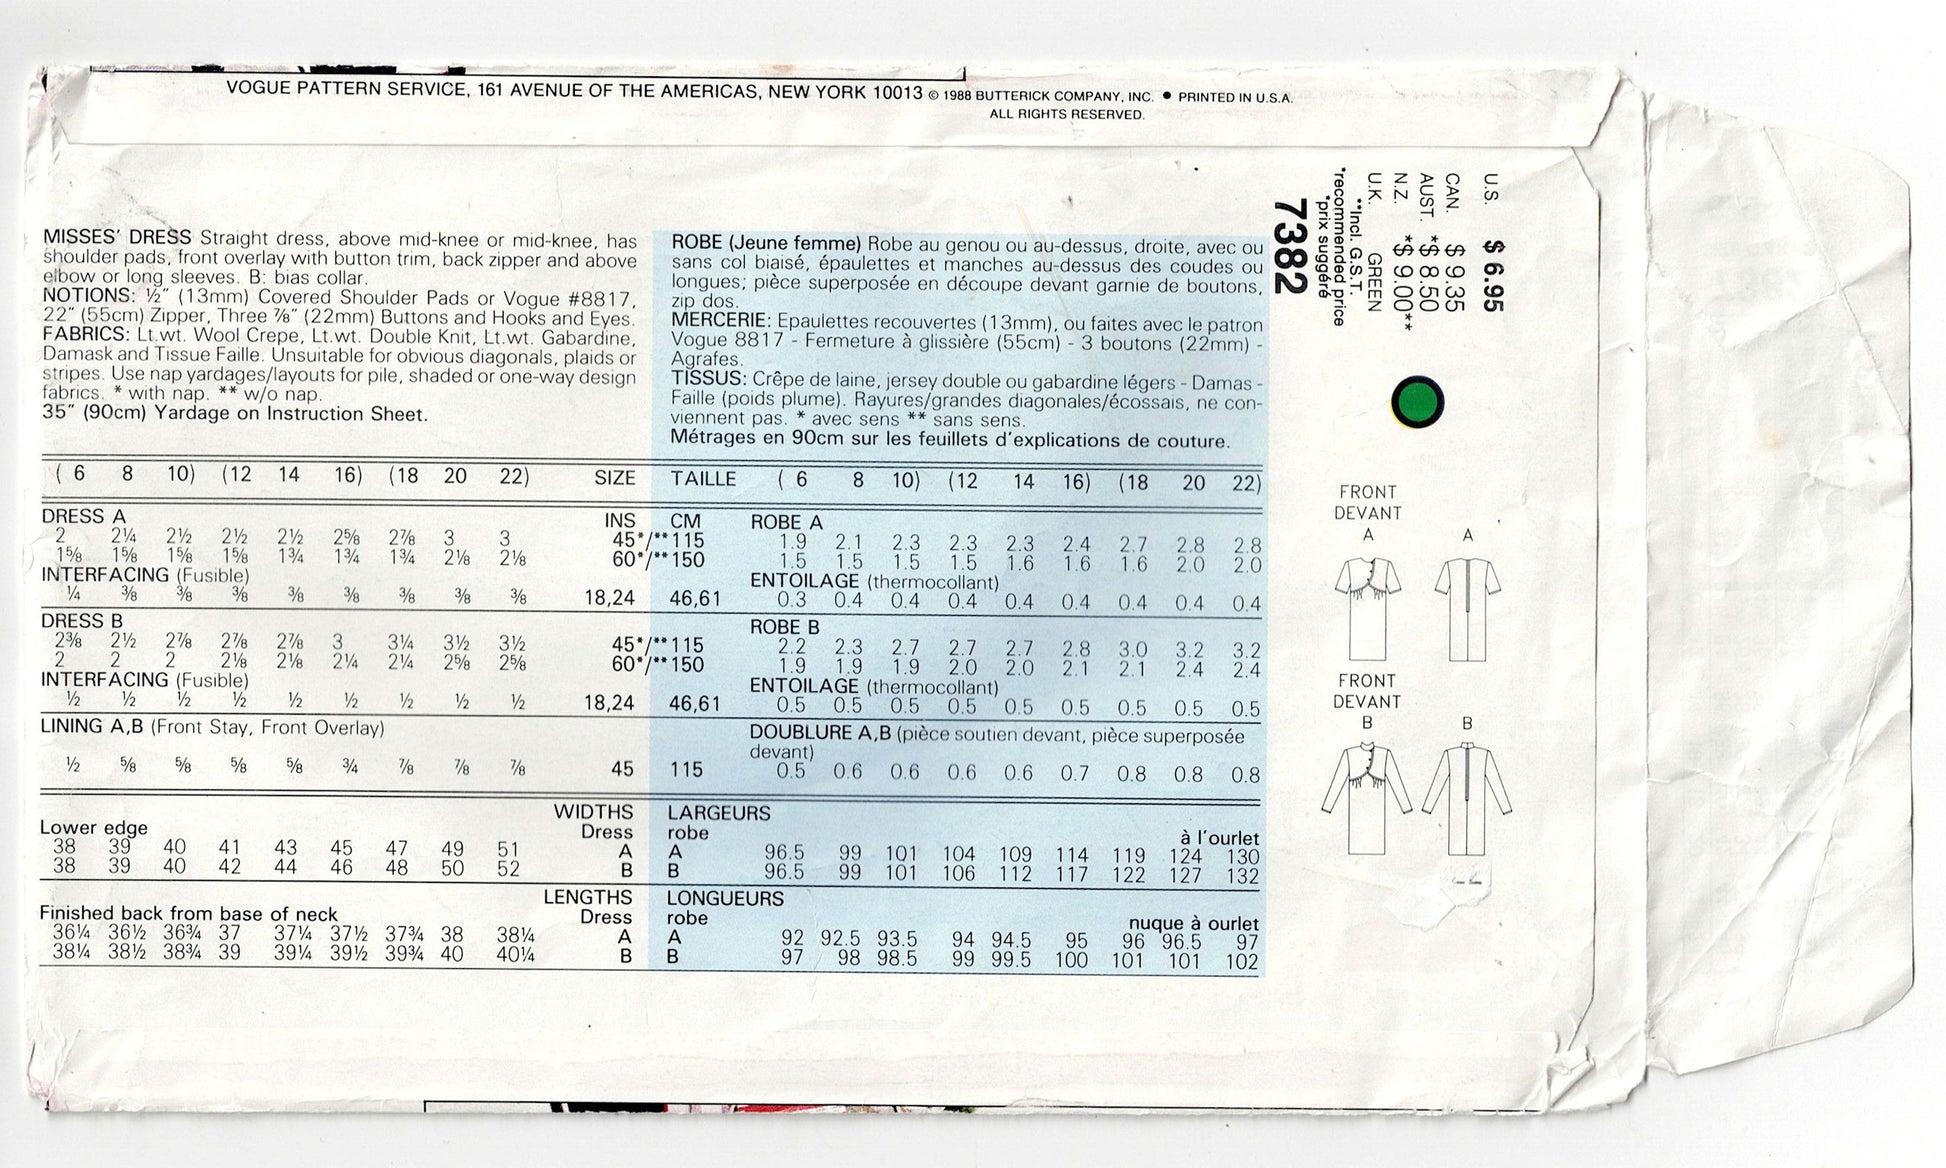 VOGUE PATTERN SERVICE, 161 AVENUE OF THE AMERICAS, NEW YORK 10013 © 1988 BUTTERICK COMPANY, INC. ● PRINTED IN U.S.A.
ALL RIGHTS RESERVED.
MISSES' DRESS Straight dress, above mid-knee or mid-knee, has
shoulder pads, front overlay with button trim, back zipper and above
elbow or long sleeves. B: bias collar.
NOTIONS: ½" (13mm) Covered Shoulder Pads or Vogue #8817,
22" (55cm) Zipper, Three ⅞" (22mm) Buttons and Hooks and Eyes.
FABRICS: Lt.wt. Wool Crepe, Lt.wt. Double Knit, Lt.wt. Gabardine,
Damask and Tissue Faille. Unsuitable for obvious diagonals, plaids or
stripes. Use nap yardages/layouts for pile, shaded or one-way design
fabrics. * with nap. ** w/o nap.
35" (90cm) Yardage on Instruction Sheet.
ROBE (Jeune femme) Robe au genou ou au-dessus, droite, avec ou
sans col biaisé, épaulettes et manches au-dessus des coudes ou
longues; pièce superposée en découpe devant garnie de boutons,
zip dos.
MERCERIE: Epaulettes recouvertes (13mm), ou faites avec le patron
Vogue 8817 - Fermeture à glissière (55cm) - 3 boutons (22mm) -
Agrafes.
TISSUS: Crêpe de laine, jersey double ou gabardine légers - Damas -
Faille (poids plume). Rayures/grandes diagonales/écossais, ne con-
viennent pas. * avec sens ** sans sens.
Métrages en 90cm sur les feuillets d'explications de couture.
( 6 8 10) (12 14 16) (18 20 22) SIZE TAILLE ( 6 8 10) (12 14 16) (18 20 22)
DRESS A INS CM ROBE A
2 2¼ 2½ 2½ 2½ 2⅝ 2⅞ 3 3 45*/** 115 1.9 2.1 2.3 2.3 2.3 2.4 2.7 2.8 2.8
1⅝ 1⅝ 1⅝ 1⅝ 1¾ 1¾ 1¾ 2⅛ 2⅛ 60*/** 150 1.5 1.5 1.5 1.5 1.6 1.6 1.6 2.0 2.0
INTERFACING (Fusible) ENTOILAGE (thermocollant)
¼ ⅜ ⅜ ⅜ ⅜ ⅜ ⅜ ⅜ ⅜ 18,24 46,61 0.3 0.4 0.4 0.4 0.4 0.4 0.4 0.4 0.4
DRESS B ROBE B
2⅜ 2½ 2⅞ 2⅞ 2⅞ 3 3¼ 3½ 3½ 45*/** 115 2.2 2.3 2.7 2.7 2.7 2.8 3.0 3.2 3.2
2 2 2 2⅛ 2⅛ 2¼ 2¼ 2⅝ 2⅝ 60*/** 150 1.9 1.9 1.9 2.0 2.0 2.1 2.1 2.4 2.4
INTERFACING (Fusible) ENTOILAGE (thermocollant)
½ ½ ½ ½ ½ ½ ½ ½ ½ 18,24 46,61 0.5 0.5 0.5 0.5 0.5 0.5 0.5 0.5 0.5
LINING A,B (Front Stay, Front Overlay) DOUBLURE A,B (pièce soutien devant, pièce superposée
devant)
½ ⅝ ⅝ ⅝ ⅝ ¾ ⅞ ⅞ ⅞ 45 115 0.5 0.6 0.6 0.6 0.6 0.7 0.8 0.8 0.8
WIDTHS LARGEURS
Lower edge Dress robe à l'ourlet
38 39 40 41 43 45 47 49 51 A A 96.5 99 101 104 109 114 119 124 130
38 39 40 42 44 46 48 50 52 B B 96.5 99 101 106 112 117 122 127 132
LENGTHS LONGUEURS
Finished back from base of neck Dress robe nuque à ourlet
36¼ 36½ 36¾ 37 37¼ 37½ 37¾ 38 38¼ A A 92 92.5 93.5 94 94.5 95 96 96.5 97
38¼ 38½ 38¾ 39 39¼ 39½ 39¾ 40 40¼ B B 97 98 98.5 99 99.5 100 101 101 102
U.S. $ 6.95
CAN. $ 9.35
AUST. *$ 8.50
N.Z. *$ 9.00**
U.K. GREEN
**Incl. G.S.T.
*recommended price
*prix suggéré
7382
FRONT
DEVANT
A A
FRONT
DEVANT
B B